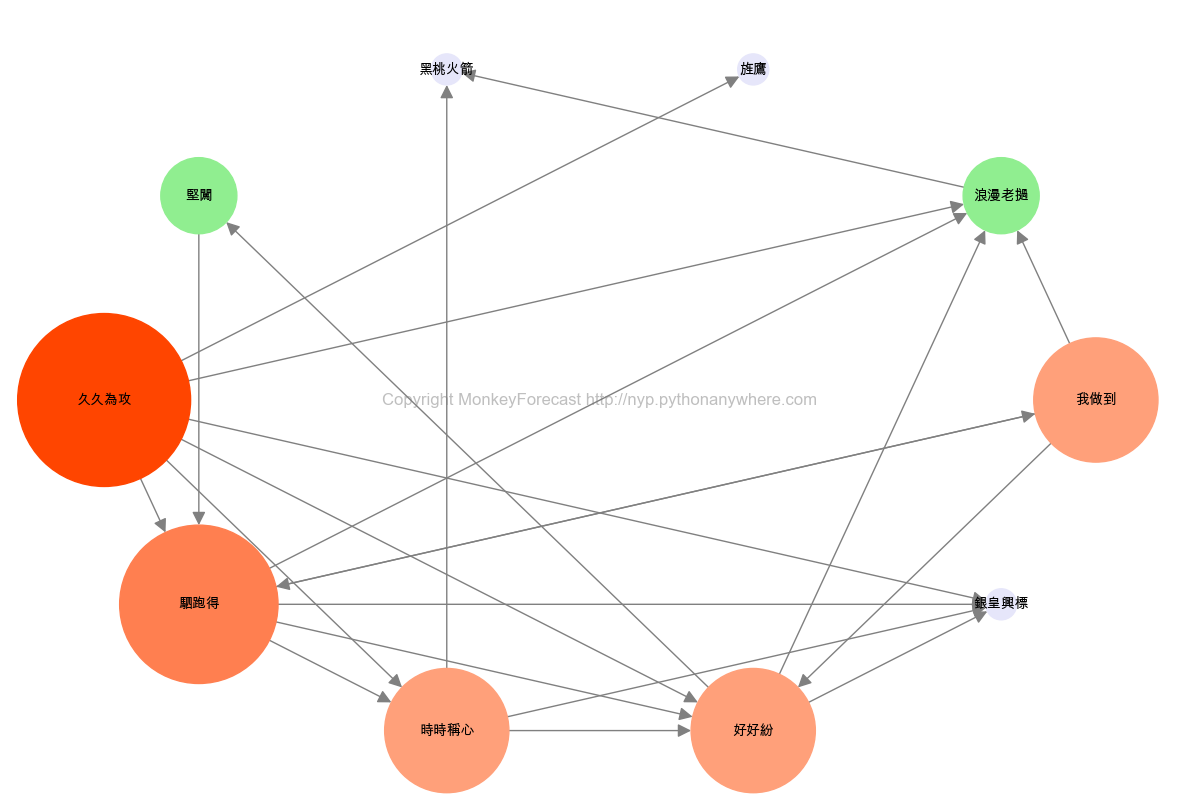 黑桃火箭
旌鷹
堅闖
浪漫老撾
久久為攻
Copyright MonkeyForecast http://nyp.pythonanywhere.com
我做到
駟跑得
銀皇興標
時時稱心
好好紛